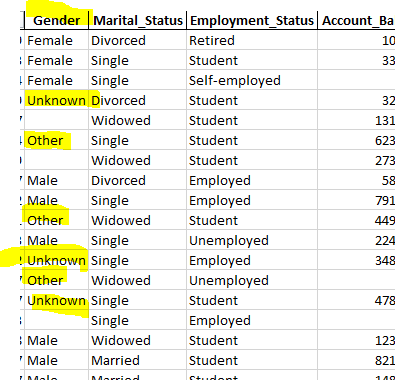 Gender Marital_Status Employment_Status Account_Ba
Female Divorced Retired 10
Female Single Student 33
Female Single Self-employed
Unknown Divorced Student 32
Widowed Student 131
Other Single Student 623
Widowed Student 273
Male Divorced Employed 58
Male Single Employed 791
Other Widowed Student 449
Male Single Unemployed 224
Unknown Single Employed 348
Other Widowed Unemployed
Unknown Single Student 478
Single Employed
Male Widowed Student 123
Male Married Student 821
Male Married Student 148